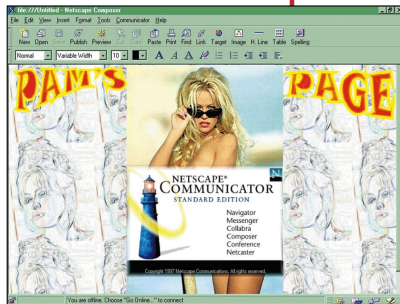 file:///Untitled - Netscape Composer
File Edit View Insert Format Tools Communicator Help
New Open Save Publish Preview Cut Copy Paste Print Find Link Target Image H. Line Table Spelling
Normal Variable Width 10 A A A
PAM'S PAGE
N
NETSCAPE®
COMMUNICATOR
STANDARD EDITION
Navigator
Messenger
Collabra
Composer
Conference
Netcaster
Copyright 1997 Netscape Communications. All rights reserved.
You are offline. Choose "Go Online..." to connect